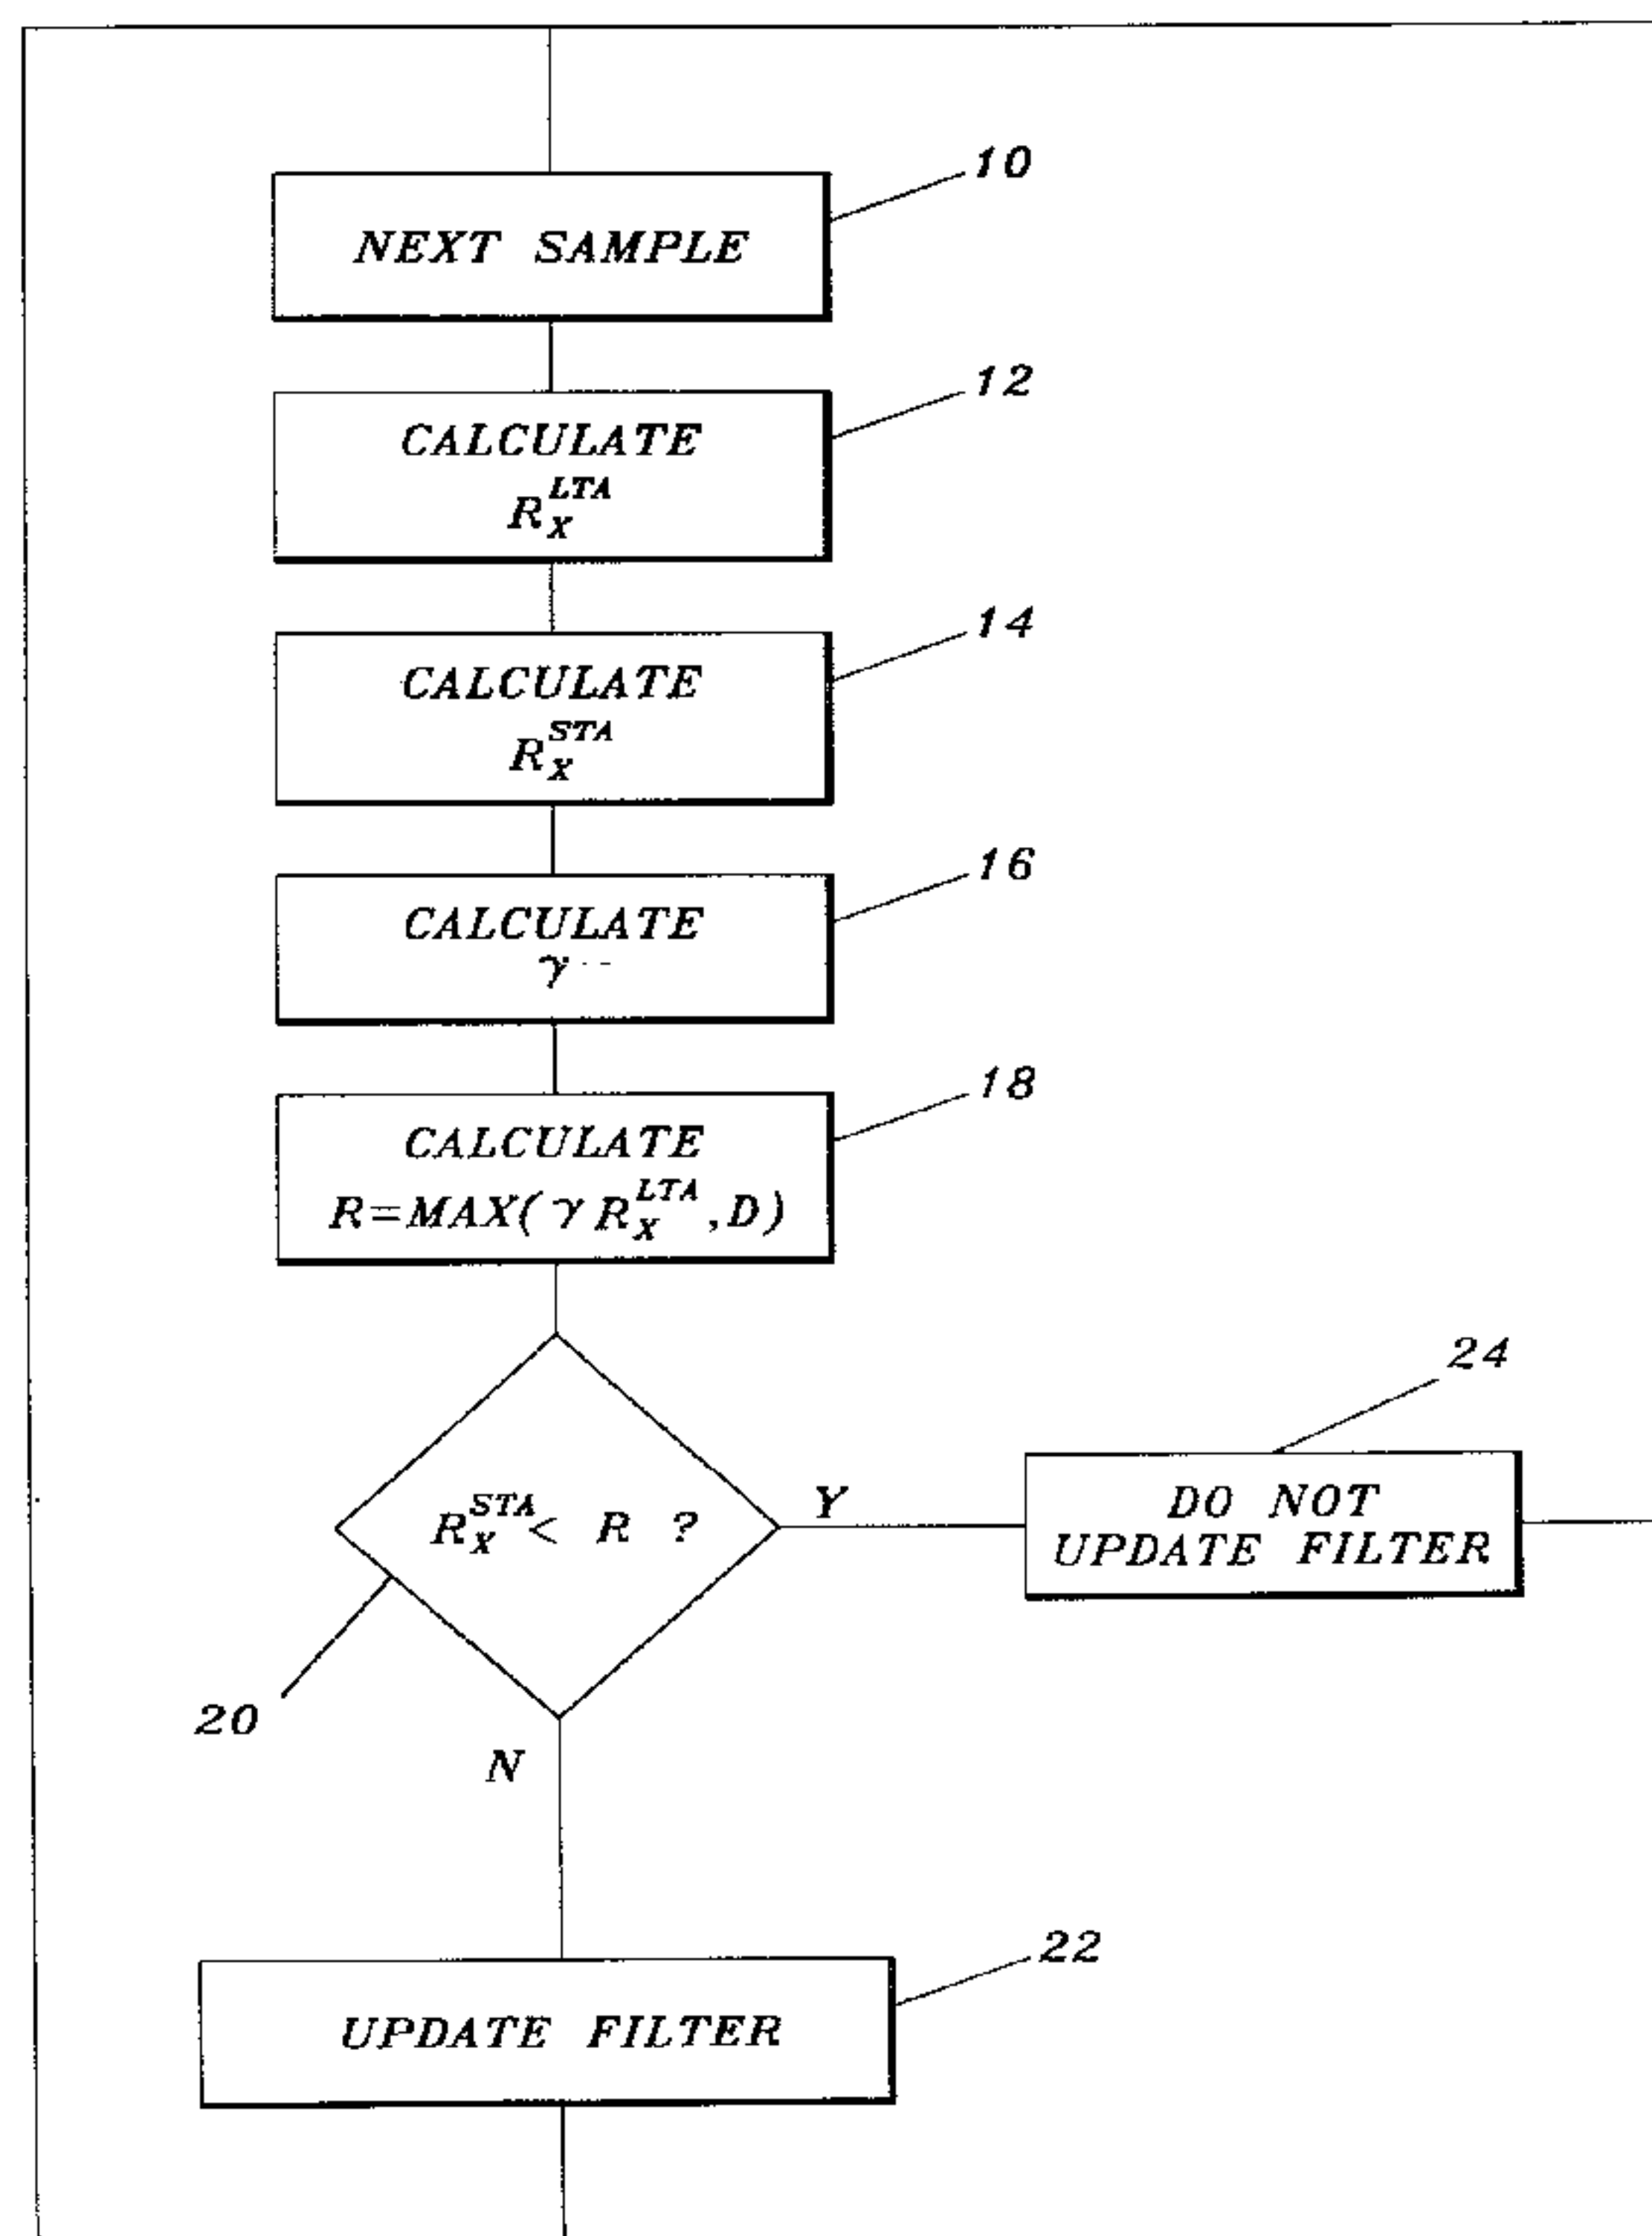 10
NEXT SAMPLE
12
CALCULATE
R_X^{LTA}
14
CALCULATE
R_X^{STA}
16
CALCULATE
γ
18
CALCULATE
R=MAX(γ R_X^{LTA}, D)
24
R_X^{STA} < R ?
Y
DO NOT
UPDATE FILTER
20
N
22
UPDATE FILTER